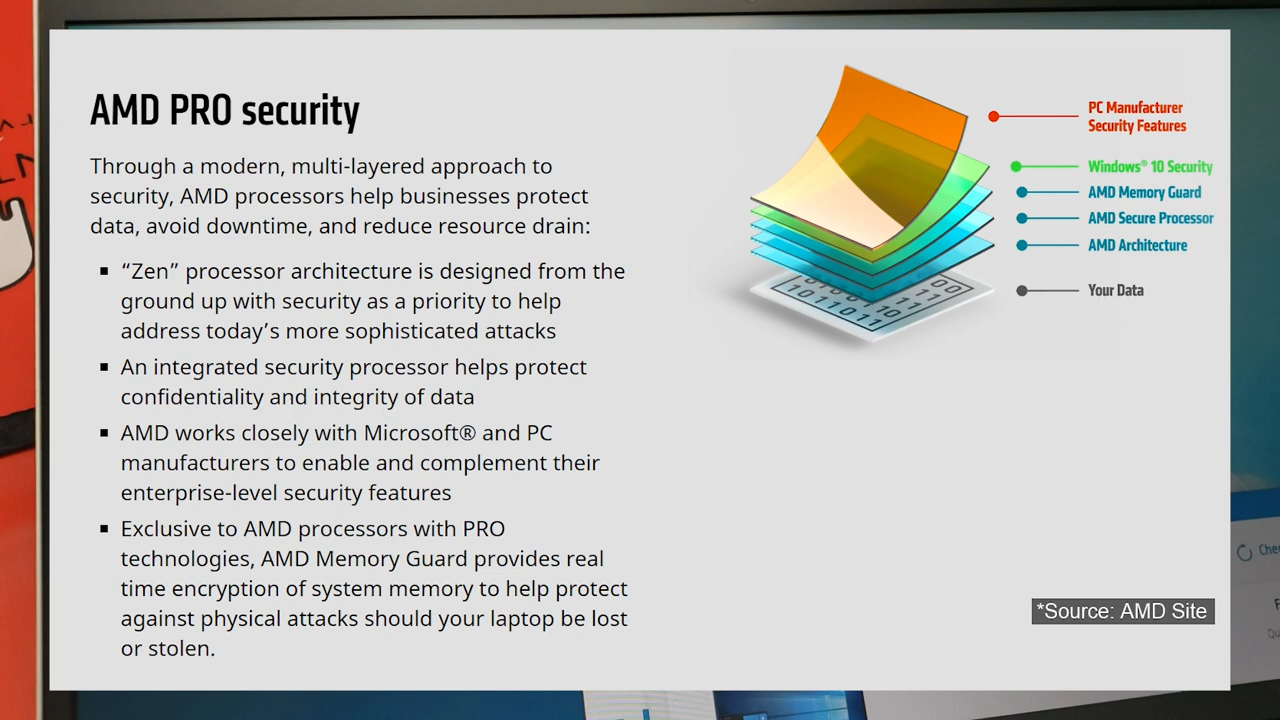 AMD PRO security
Through a modern, multi-layered approach to
security, AMD processors help businesses protect
data, avoid downtime, and reduce resource drain:
▪ “Zen” processor architecture is designed from the
ground up with security as a priority to help
address today’s more sophisticated attacks
▪ An integrated security processor helps protect
confidentiality and integrity of data
▪ AMD works closely with Microsoft® and PC
manufacturers to enable and complement their
enterprise-level security features
▪ Exclusive to AMD processors with PRO
technologies, AMD Memory Guard provides real
time encryption of system memory to help protect
against physical attacks should your laptop be lost
or stolen.
PC Manufacturer
Security Features
Windows® 10 Security
AMD Memory Guard
AMD Secure Processor
AMD Architecture
Your Data
*Source: AMD Site